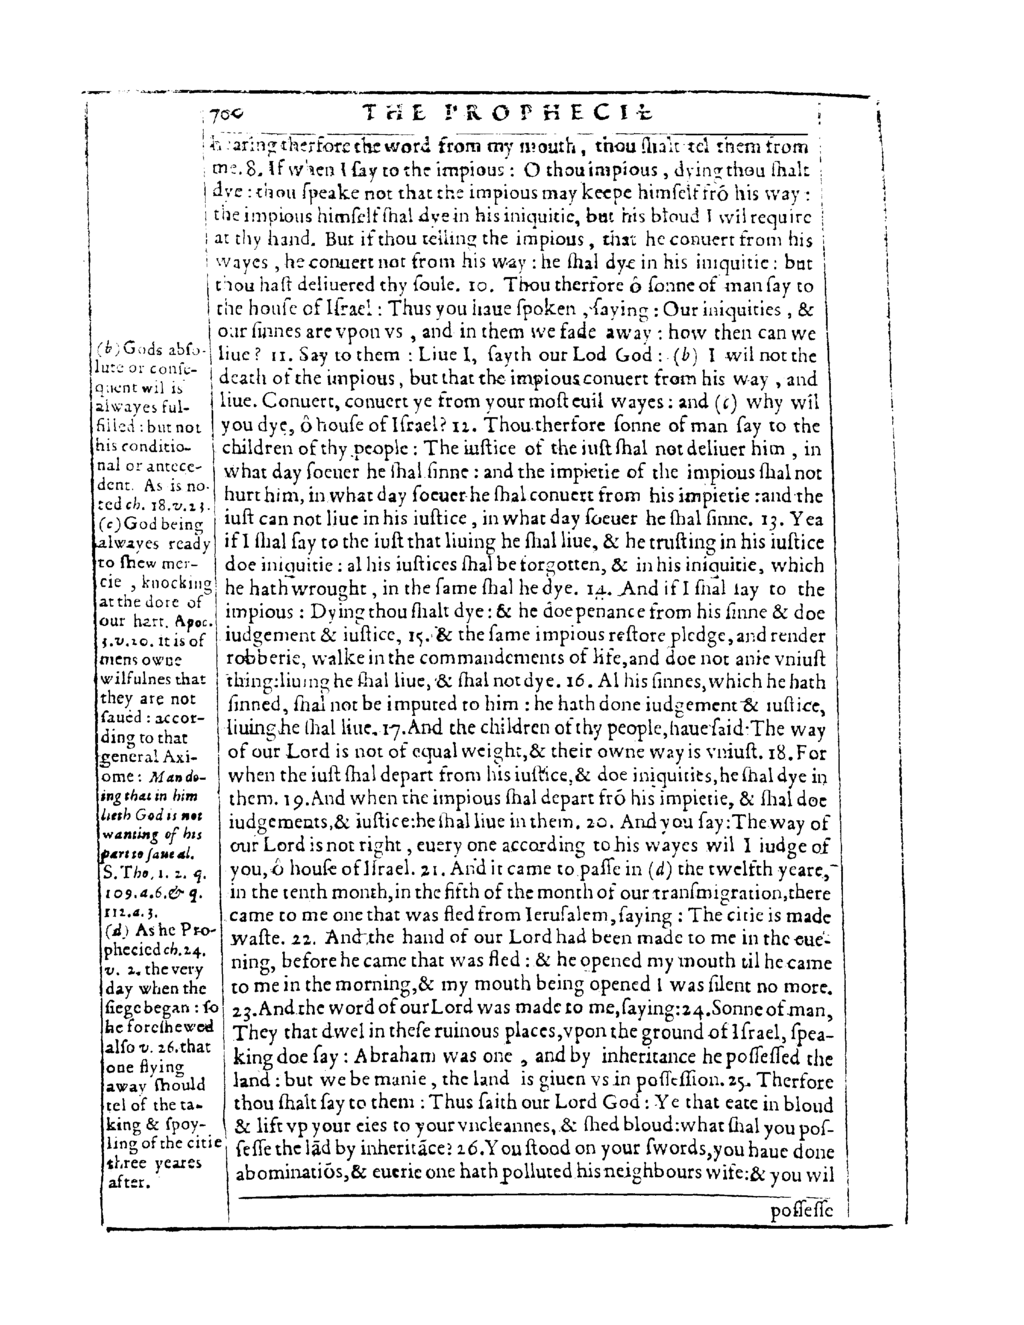 700 THE PROPHECIE
hearing therfore the word from my mouth, thou ſhalt tel them from
me. 8. If when I ſay to the impious: O thou impious, dying thou ſhalt
dye: thou ſpeake not that the impious may keepe himſelf frõ his way:
the impious himſelf ſhal dye in his iniquitie, but his bloud I wil require
at thy hand. But if thou telling the impious, that he conuert from his
wayes, he conuert not from his way: he ſhal dye in his iniquitie: but
thou haſt deliuered thy ſoule. 10. Thou therfore ô ſonne of man ſay to
the houſe of Iſrael: Thus you haue ſpoken, ſaying: Our iniquities, &
our ſinnes are vpon vs, and in them we fade away: how then can we
liue? 11. Say to them: Liue I, ſayth our Lod God: (b) I wil not the
death of the impious, but that the impious conuert from his way, and
liue. Conuert, conuert ye from your moſt euil wayes: and (c) why wil
you dye, ô houſe of Iſrael? 12. Thou therfore ſonne of man ſay to the
children of thy people: The iuſtice of the iuſt ſhal not deliuer him, in
what day ſoeuer he ſhal ſinne: and the impietie of the impious ſhal not
hurt him, in what day ſoeuer he ſhal conuert from his impietie: and the
iuſt can not liue in his iuſtice, in what day ſoeuer he ſhal ſinne. 13. Yea
if I ſhal ſay to the iuſt that liuing he ſhal liue, & he truſting in his iuſtice
doe iniquitie: al his iuſtices ſhal be forgotten, & in his iniquitie, which
he hath wrought, in the ſame ſhal he dye. 14. And if I ſhal ſay to the
impious: Dying thou ſhalt dye: & he doe penance from his ſinne & doe
iudgement & iuſtice, 15. & the ſame impious reſtore pledge, and render
robberie, walke in the commandements of life, and doe not anie vniuſt
thing: liuing he ſhal liue, & ſhal not dye. 16. Al his ſinnes, which he hath
ſinned, ſhal not be imputed to him: he hath done iudgement & iuſtice,
liuing he ſhal liue. 17. And the children of thy people, haue ſaid: The way
of our Lord is not of equal weight, & their owne way is vniuſt. 18. For
when the iuſt ſhal depart from his iuſtice, & doe iniquities, he ſhal dye in
them. 19. And when the impious ſhal depart frõ his impietie, & ſhal doe
iudgements, & iuſtice: he ſhal liue in them. 20. And you ſay: The way of
our Lord is not right, euery one according to his wayes wil I iudge of
you, ô houſe of Iſrael. 21. And it came to paſſe in (d) the twelfth yeare,
in the tenth month, in the fifth of the month of our tranſmigration, there
came to me one that was fled from Ieruſalem, ſaying: The citie is made
waſte. 22. And the hand of our Lord had been made to me in the eue-
ning, before he came that was fled: & he opened my mouth til he came
to me in the morning, & my mouth being opened I was ſilent no more.
23. And the word of our Lord was made to me, ſaying: 24. Sonne of man,
They that dwel in theſe ruinous places, vpon the ground of Iſrael, ſpea-
king doe ſay: Abraham was one, and by inheritance he poſſeſſed the
land: but we be manie, the land is giuen vs in poſſeſſion. 25. Therfore
thou ſhalt ſay to them: Thus ſaith our Lord God: Ye that eate in bloud
& lift vp your eies to your vncleannes, & ſhed bloud: what ſhal you poſ-
ſeſſe the lãd by inheritãce? 26. You ſtood on your ſwords, you haue done
abominatiõs, & euerie one hath polluted his neighbours wife: & you wil
poſſeſſe
(b) Gods abſo-
lute or conſe-
quent wil is
alwayes ful-
filled: but not
his conditio-
nal or antece-
dent. As is no-
ted ch. 18. v. 23.
(c) God being
alwayes ready
to ſhew mer-
cie, knocking
at the dore of
our hart. Apoc.
3. v. 20. It is of
mens owne
wilfulnes that
they are not
ſaued: accor-
ding to that
general Axi-
ome: Man do-
ing that in him
lieth God is not
wanting of his
part to ſaue al.
S. Tho. 1. 2. q.
109. a. 6. & q.
112. a. 3.
(d) As he Pro-
phecied ch. 24.
v. 2. the very
day when the
ſiege began: ſo
he foreſhewed
alſo v. 26. that
one flying
away ſhould
tel of the ta-
king & ſpoy-
ling of the citie
three yeares
after.